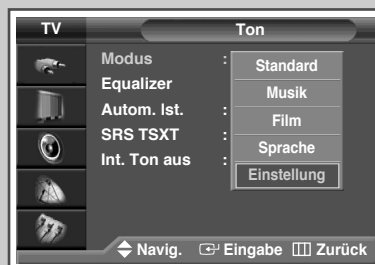 TV Ton
Modus :
Equalizer
Autom. lst. :
SRS TSXT :
Int. Ton aus :
Standard
Musik
Film
Sprache
Einstellung
Navig. Eingabe Zurück